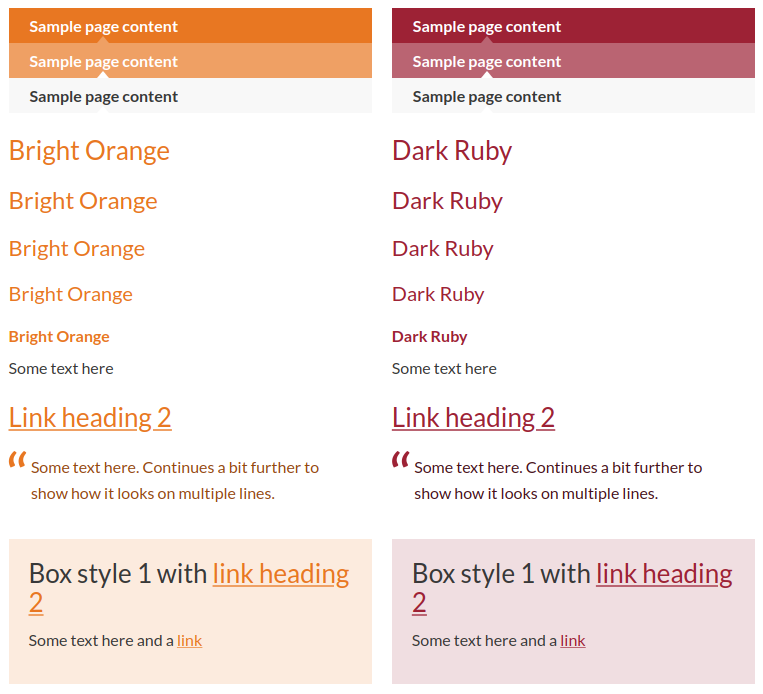 Sample page content
Sample page content
Sample page content
Bright Orange
Bright Orange
Bright Orange
Bright Orange
Bright Orange
Some text here
Link heading 2
“ Some text here. Continues a bit further to
show how it looks on multiple lines.
Box style 1 with link heading
2
Some text here and a link
Sample page content
Sample page content
Sample page content
Dark Ruby
Dark Ruby
Dark Ruby
Dark Ruby
Dark Ruby
Some text here
Link heading 2
“ Some text here. Continues a bit further to
show how it looks on multiple lines.
Box style 1 with link heading
2
Some text here and a link